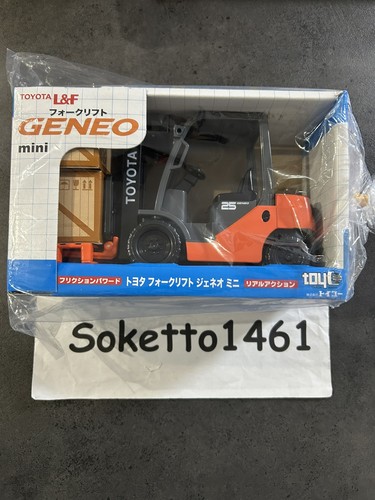 TOYOTA L&F
フォークリフト
GENEO
mini
TOYOTA
25
フリクションパワード トヨタ フォークリフト ジェネオ ミニ リアルアクション
toyco
トイコー
Soketto1461